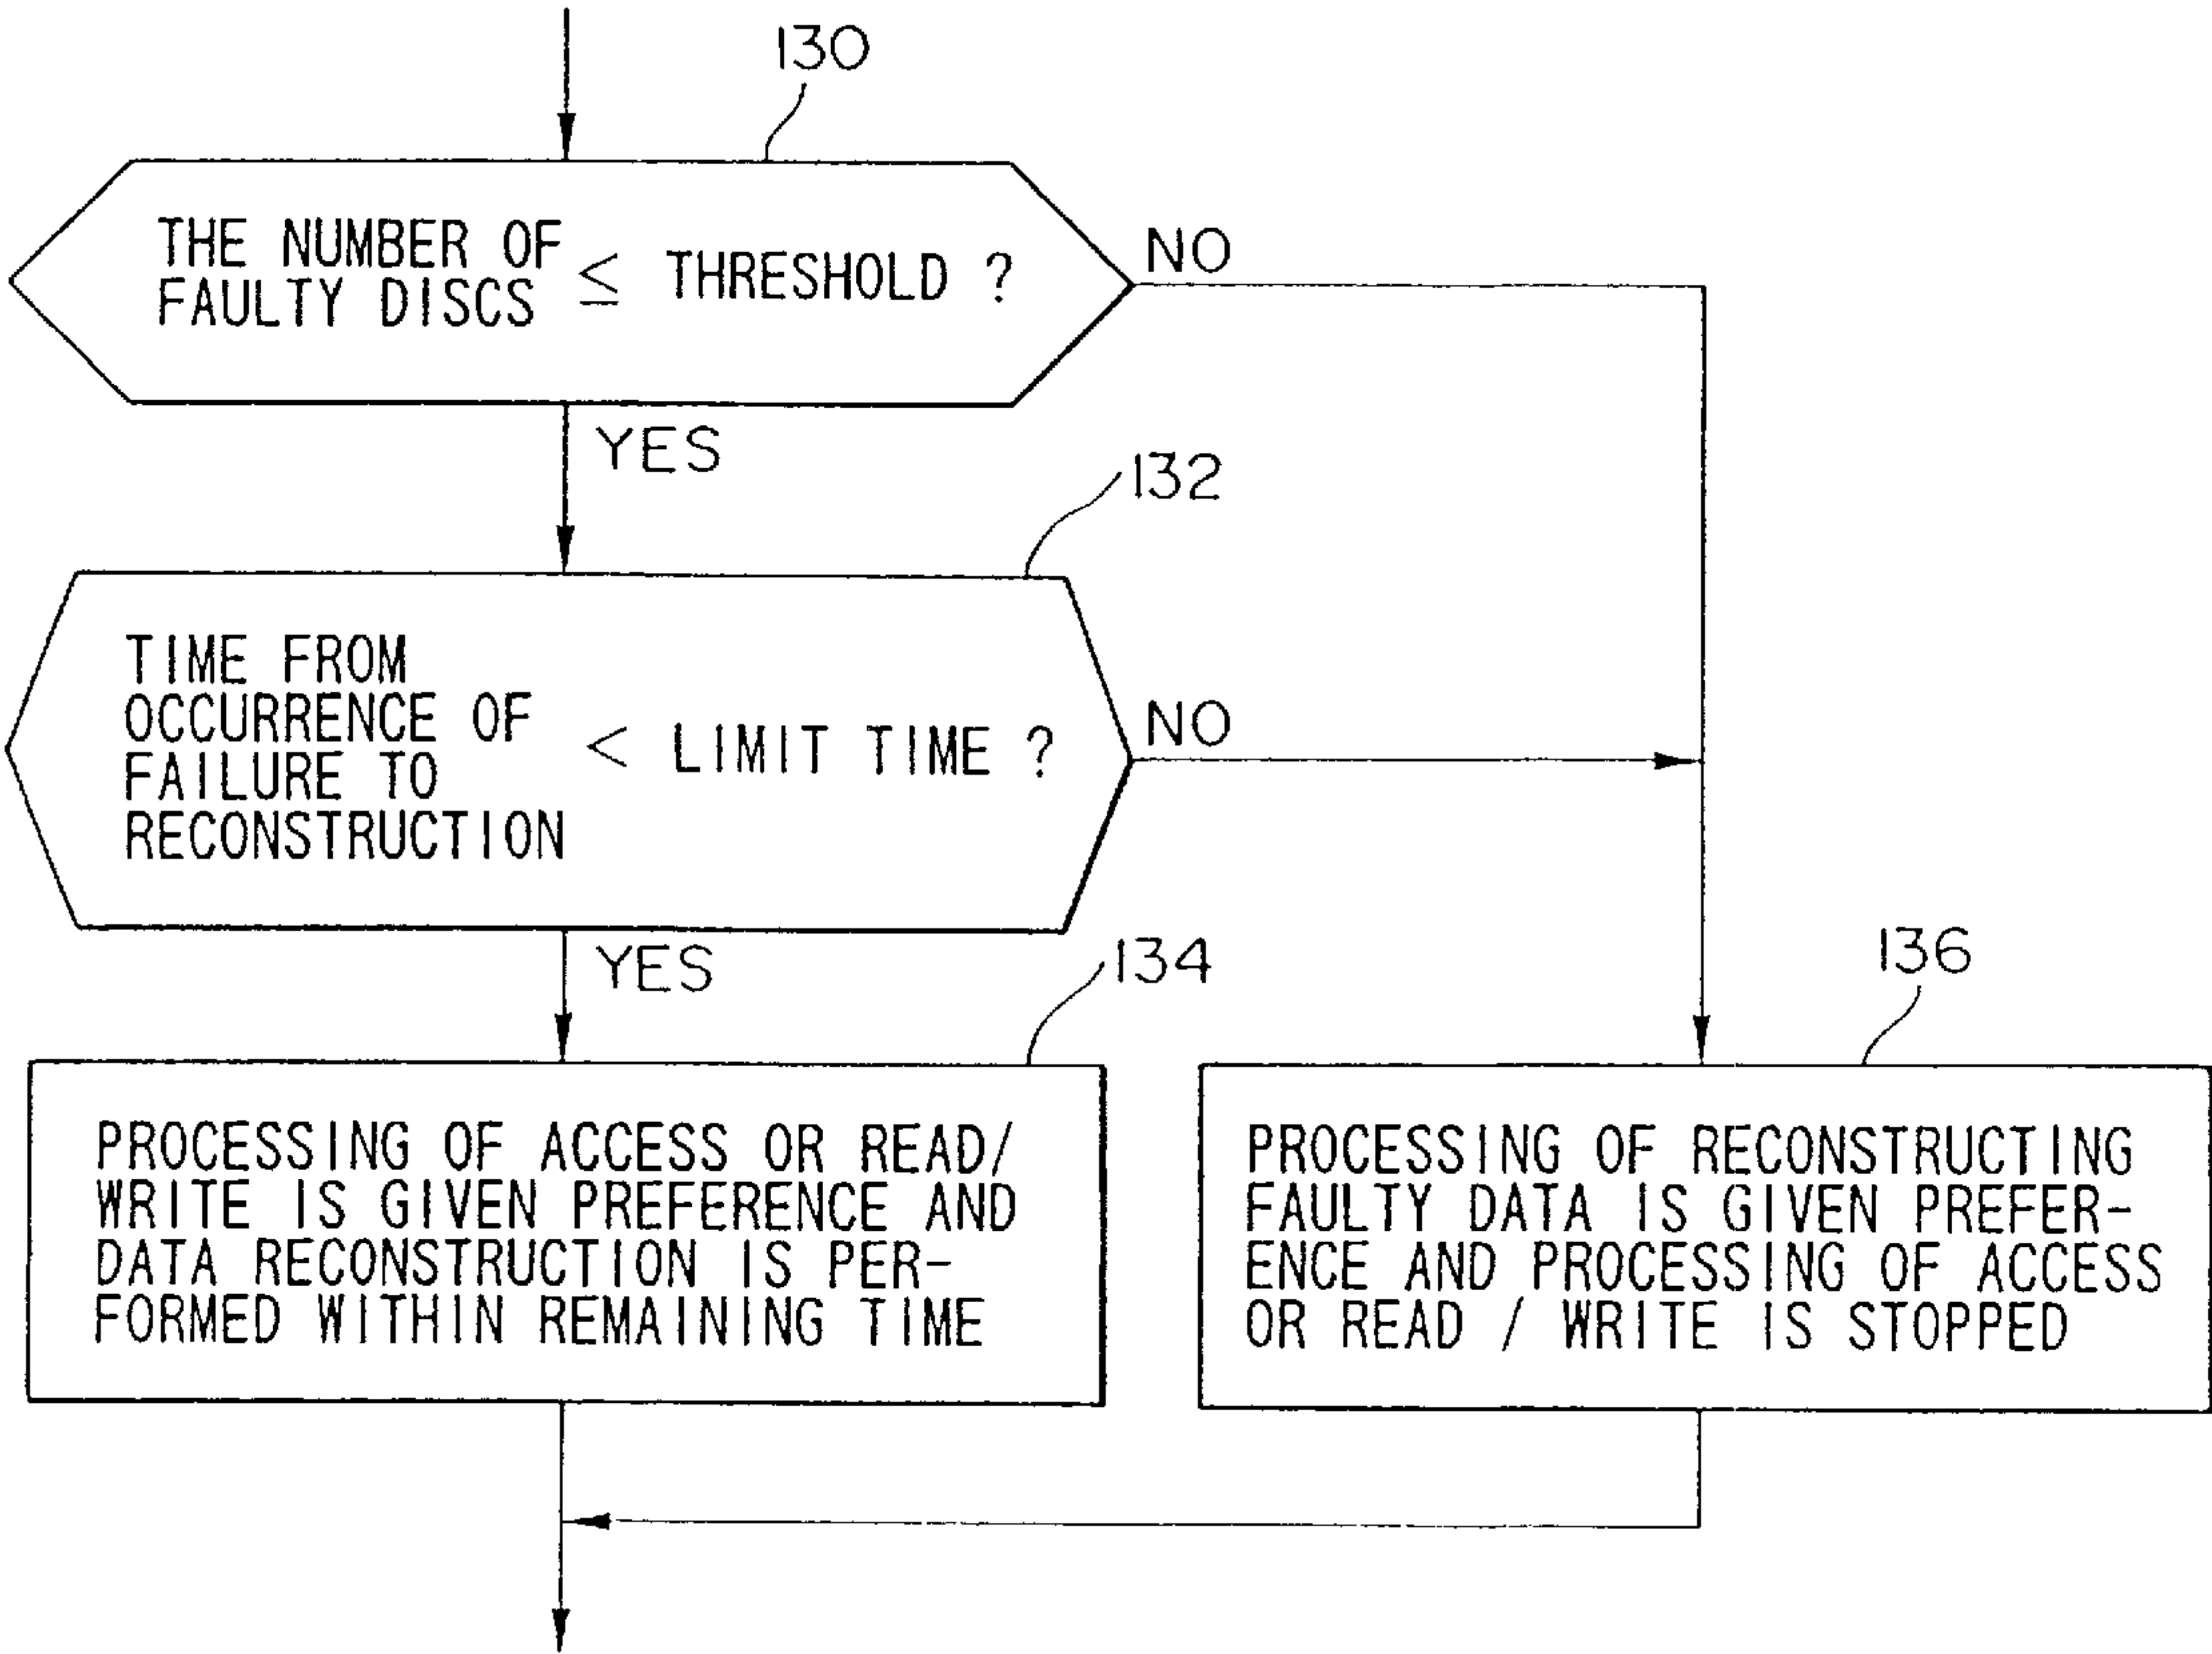 130
THE NUMBER OF
FAULTY DISCS ≤ THRESHOLD ?
NO
YES
132
TIME FROM
OCCURRENCE OF
FAILURE TO
RECONSTRUCTION
< LIMIT TIME ?
NO
YES
134
PROCESSING OF ACCESS OR READ/
WRITE IS GIVEN PREFERENCE AND
DATA RECONSTRUCTION IS PER-
FORMED WITHIN REMAINING TIME
136
PROCESSING OF RECONSTRUCTING
FAULTY DATA IS GIVEN PREFER-
ENCE AND PROCESSING OF ACCESS
OR READ / WRITE IS STOPPED